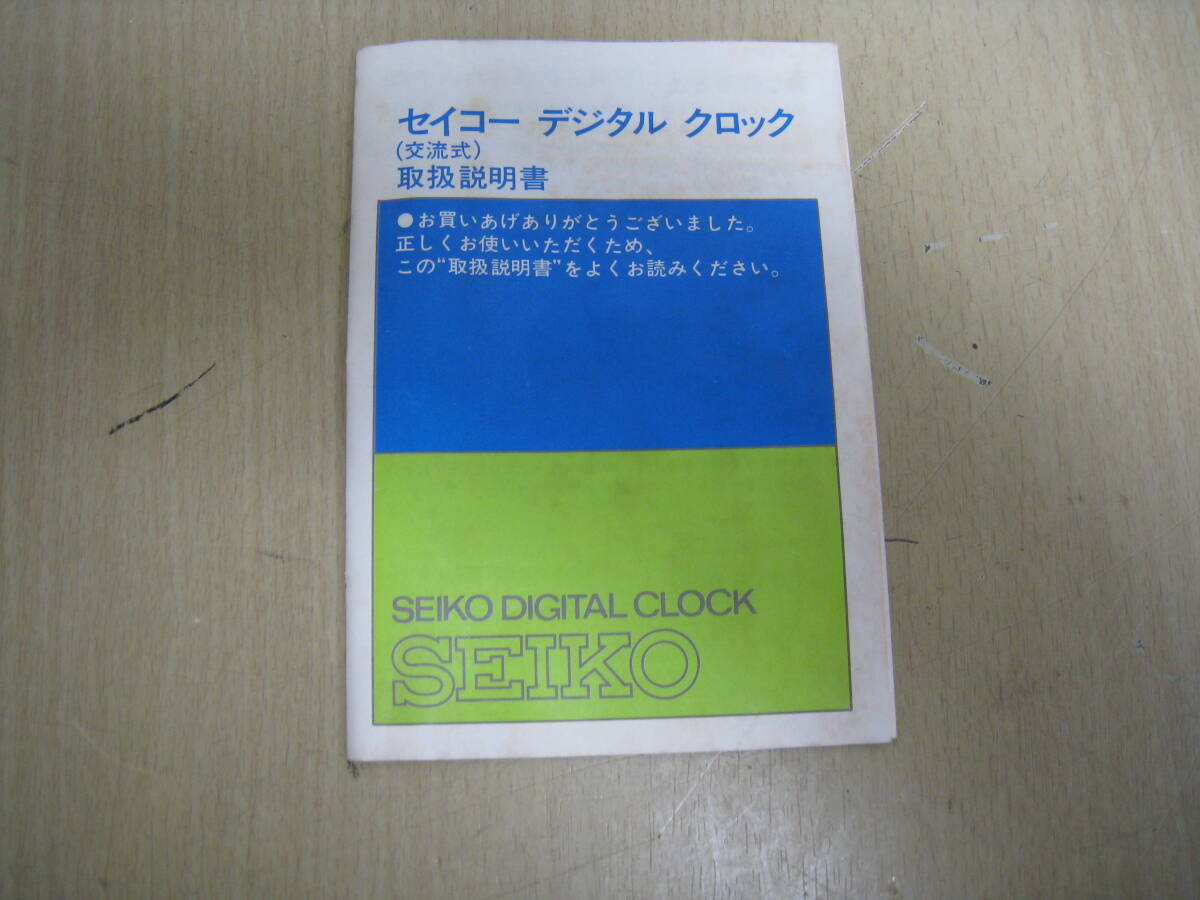 セイコー デジタル クロック
(交流式)
取扱説明書
●お買いあげありがとうございました。
正しくお使いいただくため、
この“取扱説明書”をよくお読みください。
SEIKO DIGITAL CLOCK
SEIKO